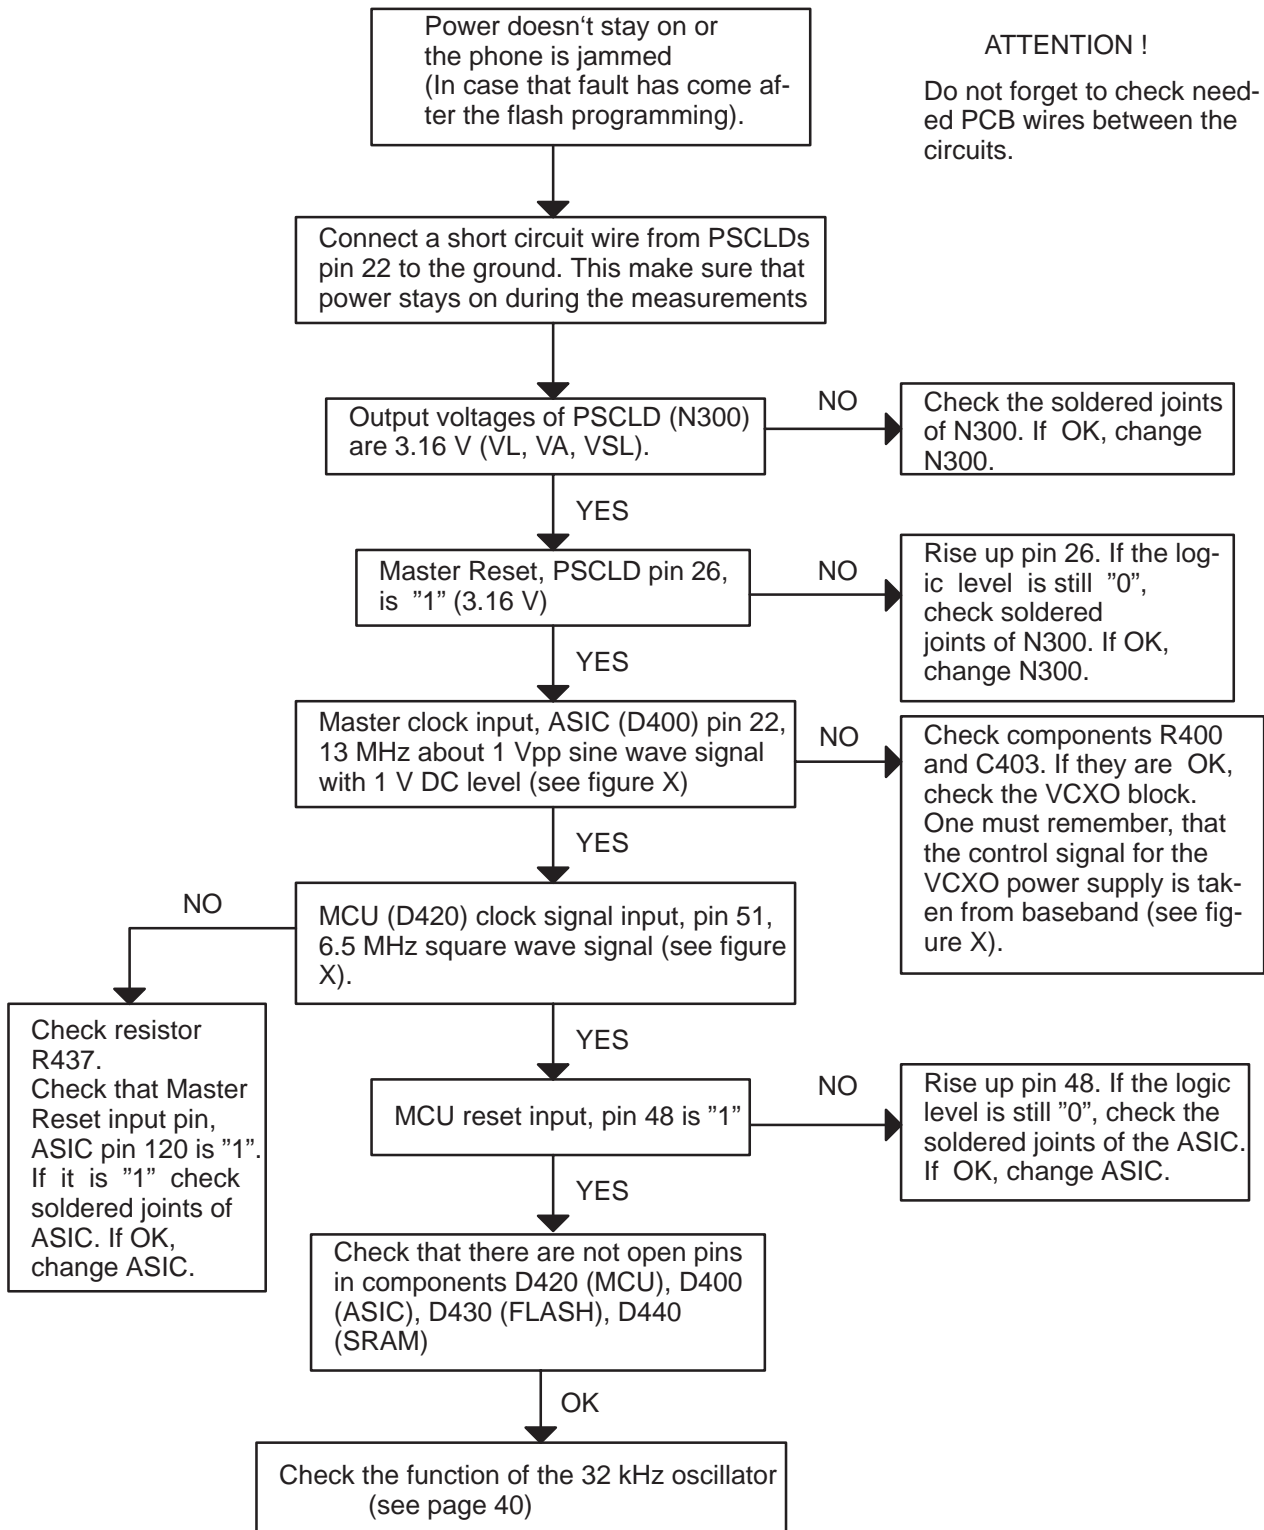 Power doesn‘t stay on or
the phone is jammed
(In case that fault has come af-
ter the flash programming).
ATTENTION !
Do not forget to check need-
ed PCB wires between the
circuits.
Connect a short circuit wire from PSCLDs
pin 22 to the ground. This make sure that
power stays on during the measurements
Output voltages of PSCLD (N300)
are 3.16 V (VL, VA, VSL).
NO
Check the soldered joints
of N300. If OK, change
N300.
YES
Master Reset, PSCLD pin 26,
is ”1” (3.16 V)
NO
Rise up pin 26. If the log-
ic level is still ”0”,
check soldered
joints of N300. If OK,
change N300.
YES
Master clock input, ASIC (D400) pin 22,
13 MHz about 1 Vpp sine wave signal
with 1 V DC level (see figure X)
NO
Check components R400
and C403. If they are OK,
check the VCXO block.
One must remember, that
the control signal for the
VCXO power supply is tak-
en from baseband (see fig-
ure X).
YES
MCU (D420) clock signal input, pin 51,
6.5 MHz square wave signal (see figure
X).
NO
Check resistor
R437.
Check that Master
Reset input pin,
ASIC pin 120 is ”1”.
If it is ”1” check
soldered joints of
ASIC. If OK,
change ASIC.
YES
MCU reset input, pin 48 is ”1”
NO
Rise up pin 48. If the logic
level is still ”0”, check the
soldered joints of the ASIC.
If OK, change ASIC.
YES
Check that there are not open pins
in components D420 (MCU), D400
(ASIC), D430 (FLASH), D440
(SRAM)
OK
Check the function of the 32 kHz oscillator
(see page 40)